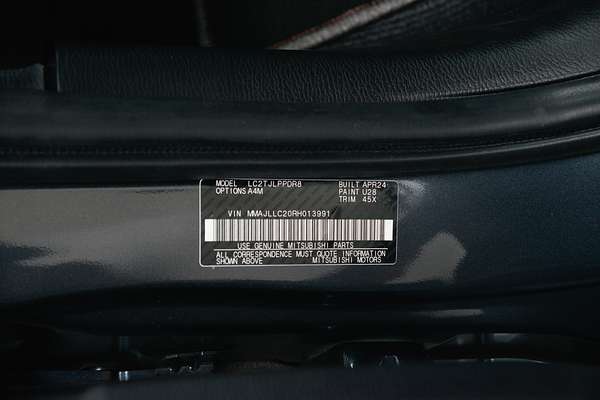 MODEL LC2TJLPPDR8 BUILT APR24
OPTIONS A4M PAINT U28
TRIM 45X
VIN MMAJLLC20RH013991
USE GENUINE MITSUBISHI PARTS
ALL CORRESPONDENCE MUST QUOTE INFORMATION
SHOWN ABOVE MITSUBISHI MOTORS